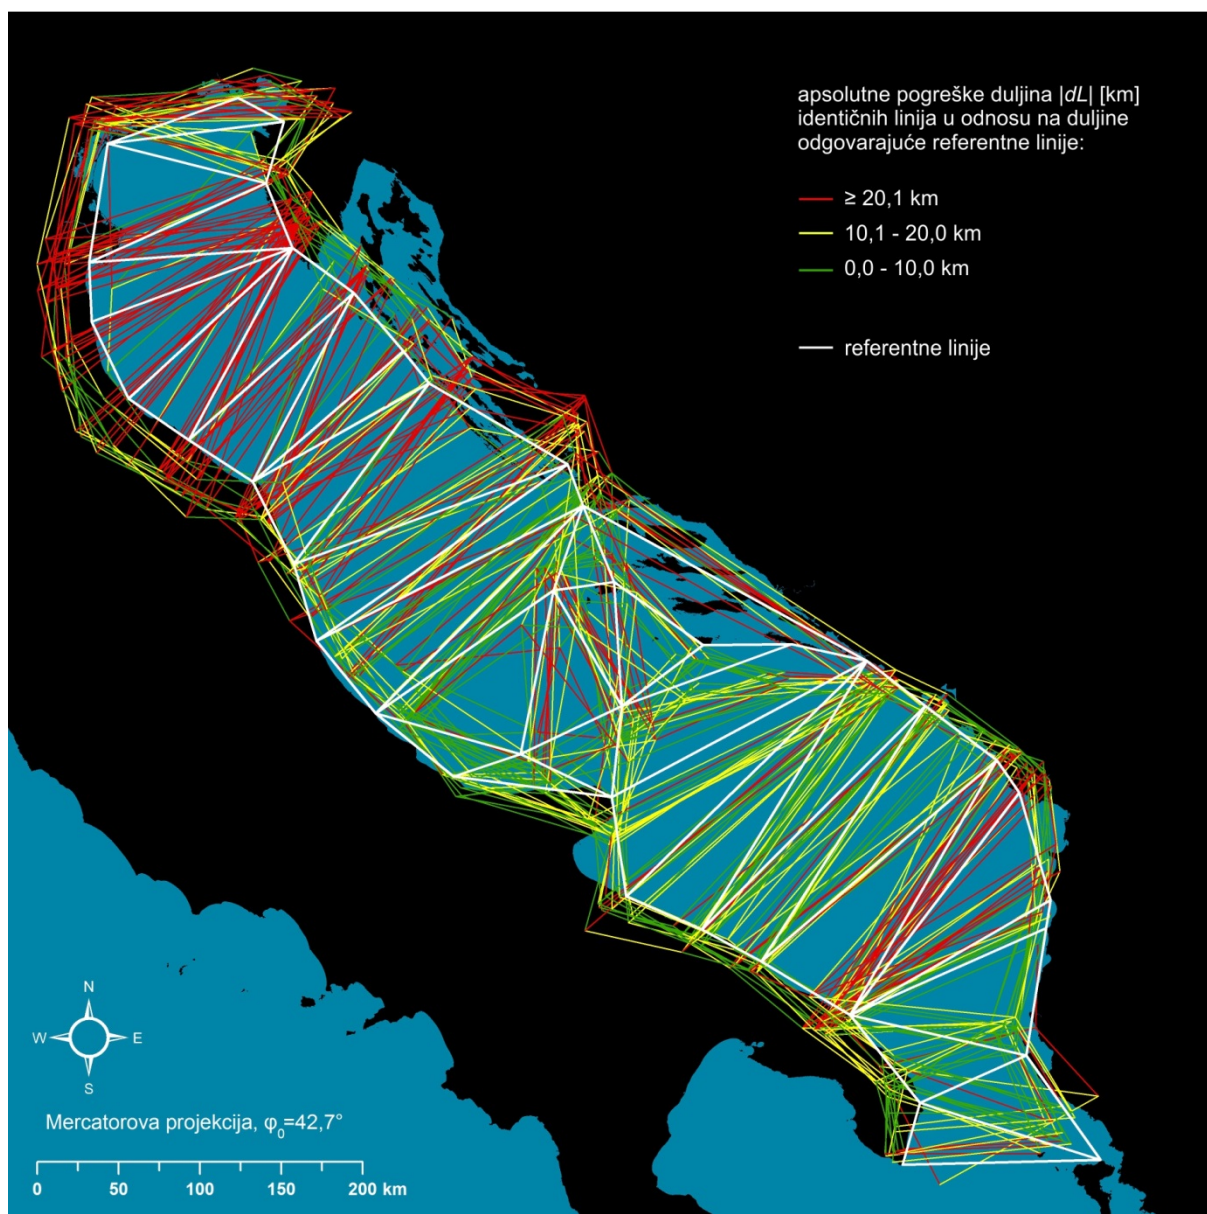 apsolutne pogreške duljina |dL| [km]
identičnih linija u odnosu na duljine
odgovarajuće referentne linije:
≥ 20,1 km
10,1 - 20,0 km
0,0 - 10,0 km
referentne linije
N
W E
S
Mercatorova projekcija, φ₀=42,7°
0 50 100 150 200 km